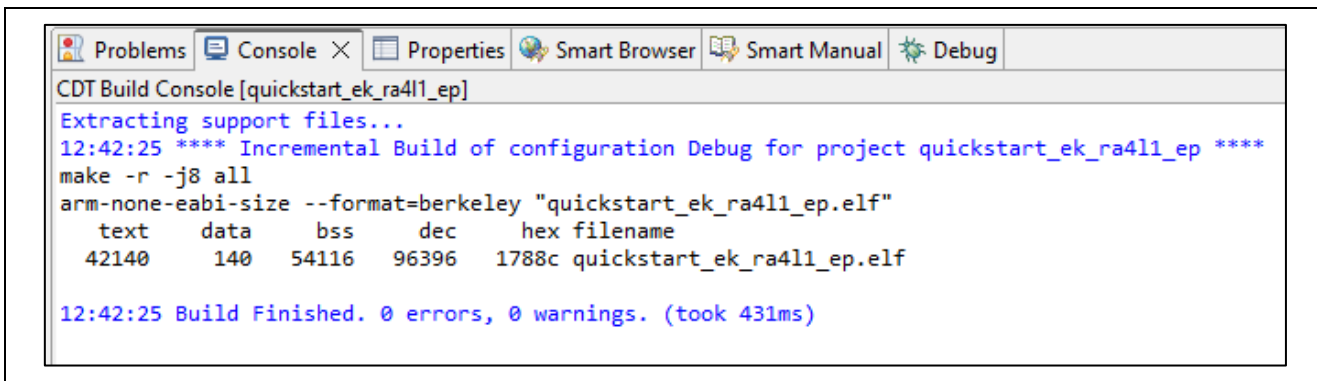 Problems Console Properties Smart Browser Smart Manual Debug
CDT Build Console [quickstart_ek_ra4l1_ep]
Extracting support files...
12:42:25 **** Incremental Build of configuration Debug for project quickstart_ek_ra4l1_ep ****
make -r -j8 all
arm-none-eabi-size --format=berkeley "quickstart_ek_ra4l1_ep.elf"
text data bss dec hex filename
42140 140 54116 96396 1788c quickstart_ek_ra4l1_ep.elf
12:42:25 Build Finished. 0 errors, 0 warnings. (took 431ms)